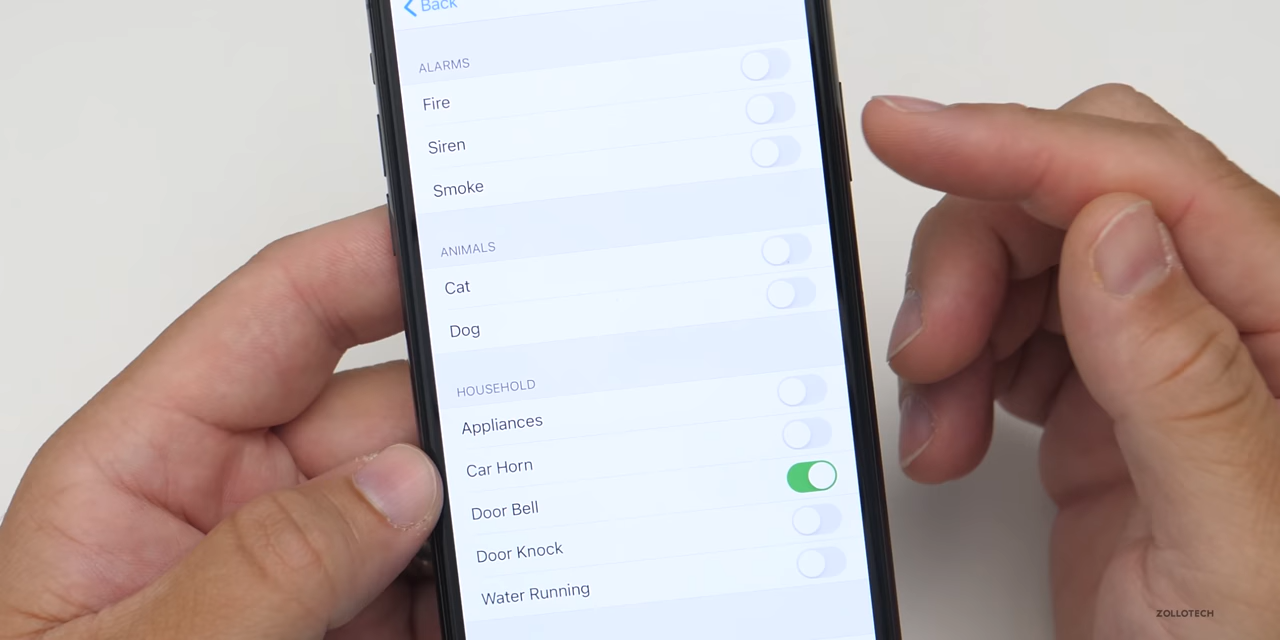 Back
ALARMS
Fire
Siren
Smoke
ANIMALS
Cat
Dog
HOUSEHOLD
Appliances
Car Horn
Door Bell
Door Knock
Water Running
ZOLLOTECH